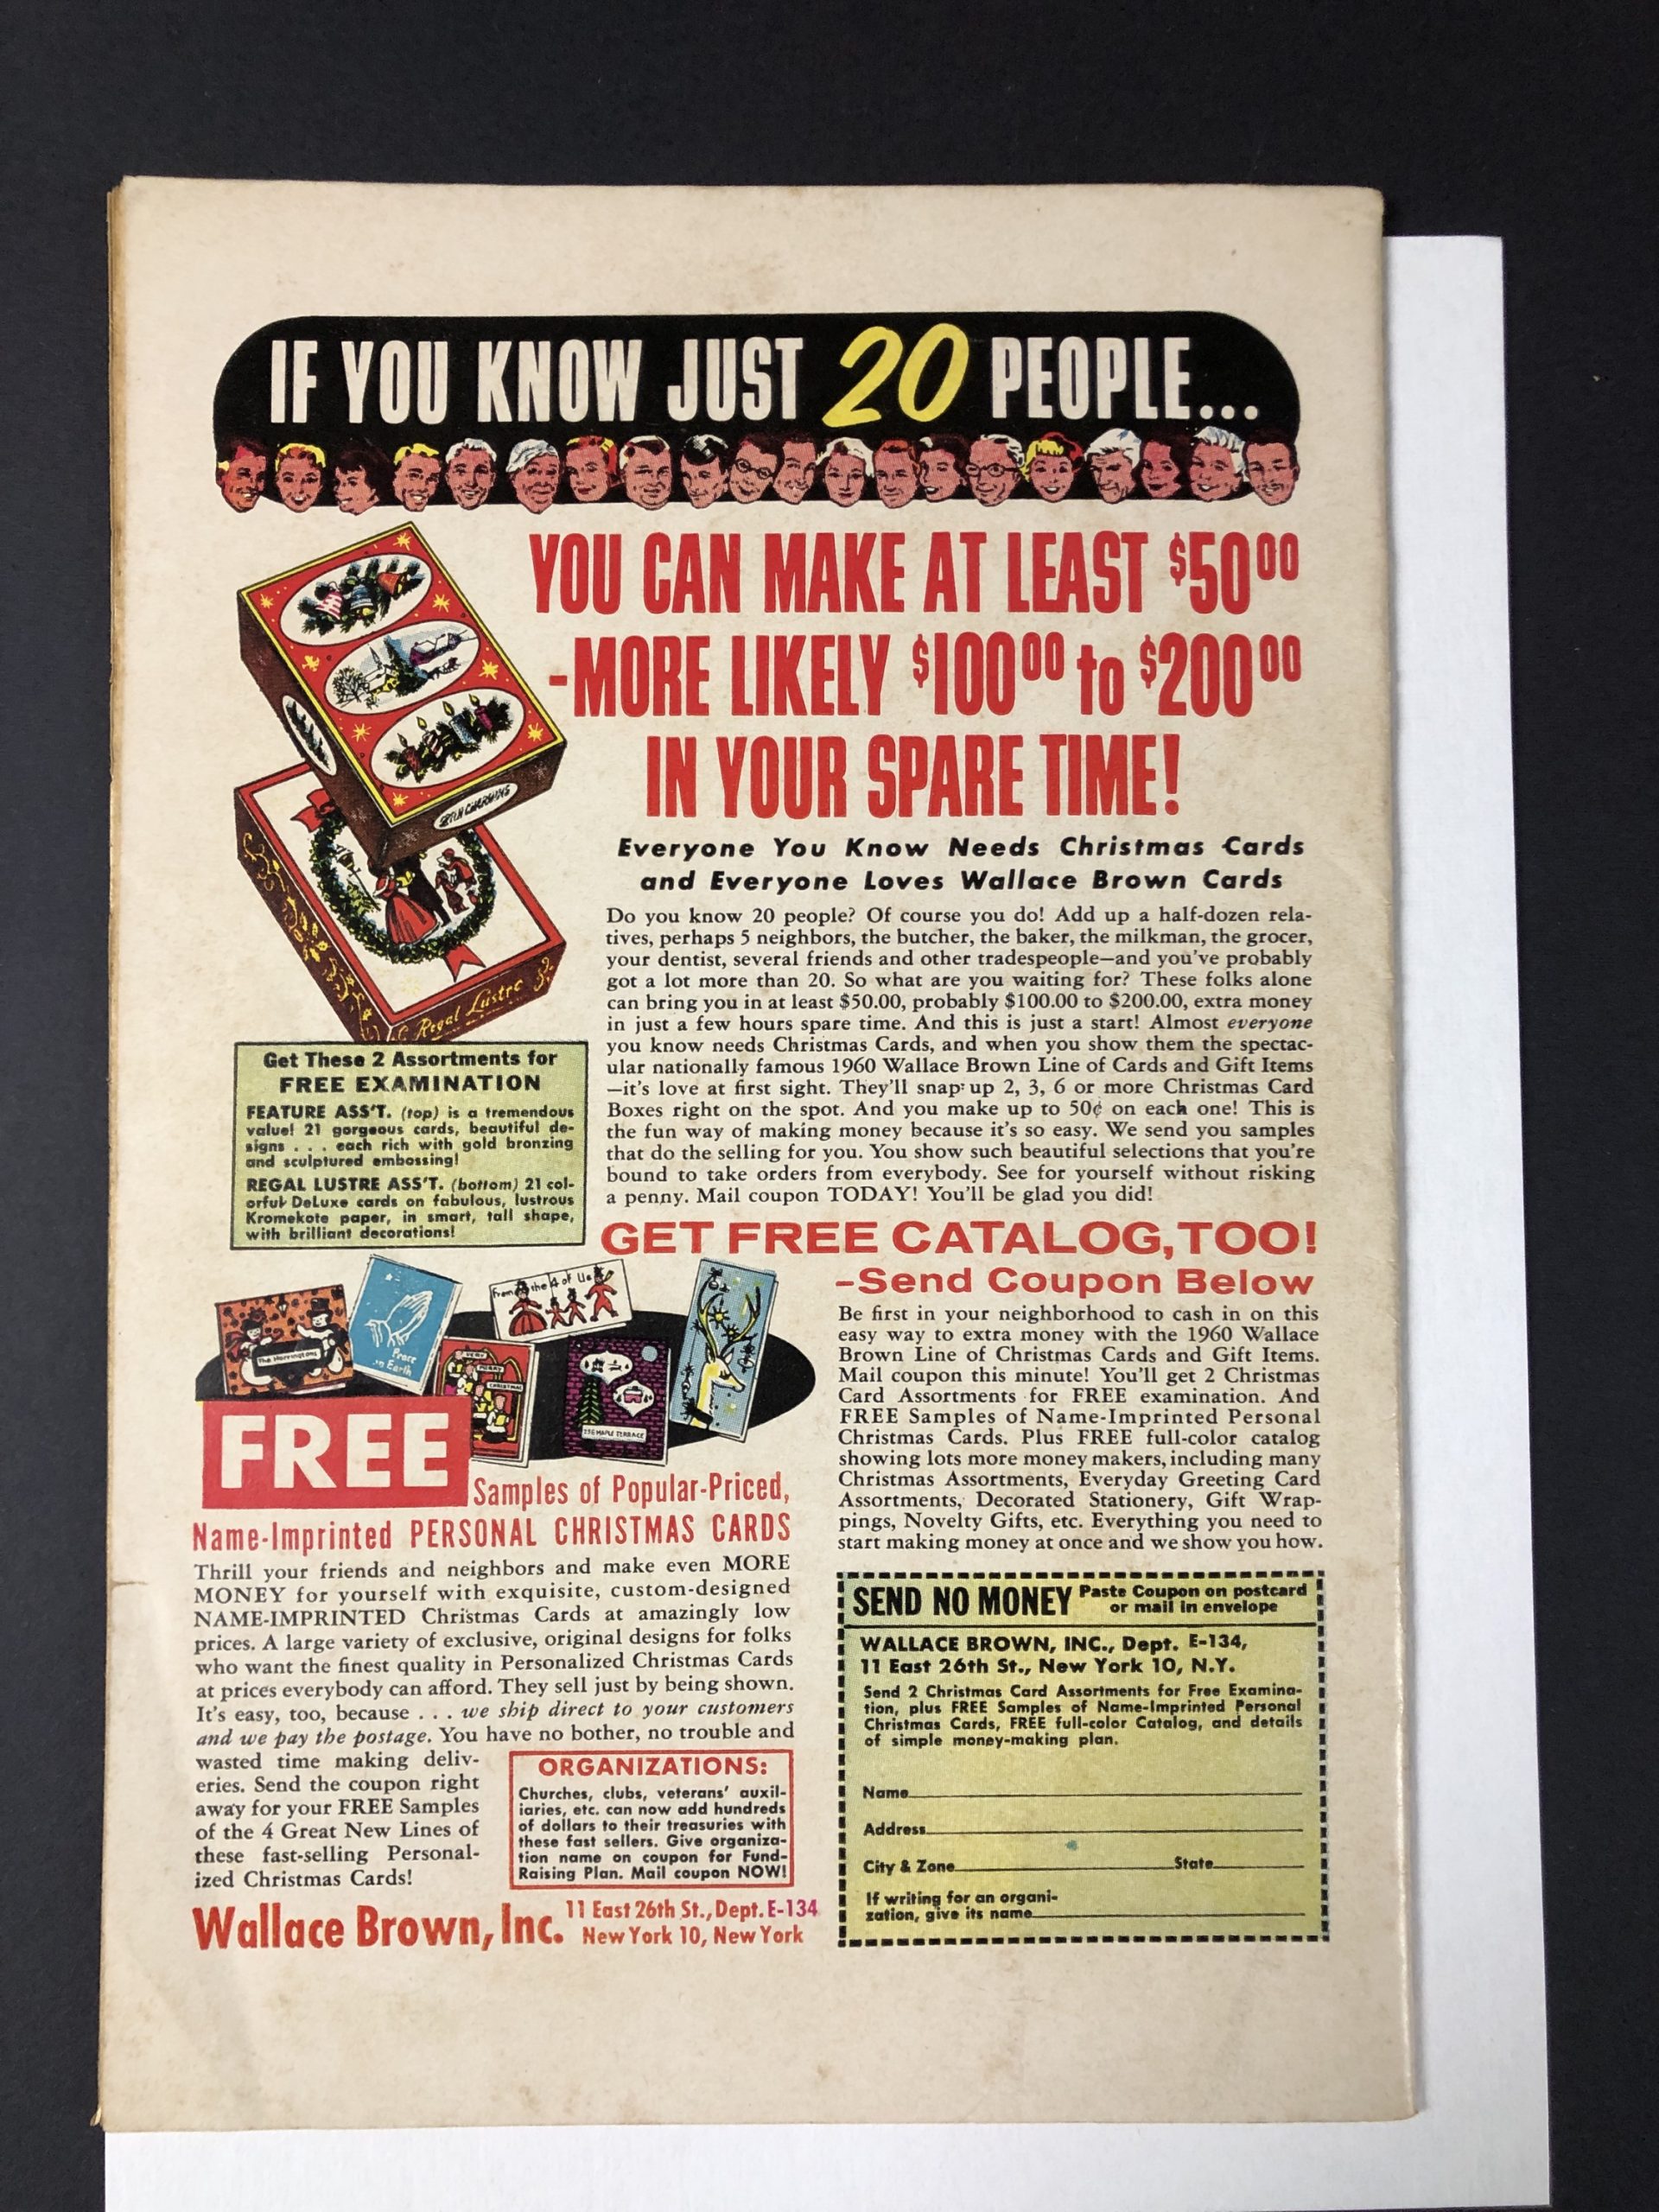 IF YOU KNOW JUST 20 PEOPLE...
YOU CAN MAKE AT LEAST $50.00
-MORE LIKELY $100.00 to $200.00
IN YOUR SPARE TIME!
Everyone You Know Needs Christmas Cards
and Everyone Loves Wallace Brown Cards
Do you know 20 people? Of course you do! Add up a half-dozen rela-
tives, perhaps 5 neighbors, the butcher, the baker, the milkman, the grocer,
your dentist, several friends and other tradespeople—and you've probably
got a lot more than 20. So what are you waiting for? These folks alone
can bring you in at least $50.00, probably $100.00 to $200.00, extra money
in just a few hours spare time. And this is just a start! Almost everyone
you know needs Christmas Cards, and when you show them the spectac-
ular nationally famous 1960 Wallace Brown Line of Cards and Gift Items
—it's love at first sight. They'll snap up 2, 3, 6 or more Christmas Card
Boxes right on the spot. And you make up to 50¢ on each one! This is
the fun way of making money because it's so easy. We send you samples
that do the selling for you. You show such beautiful selections that you're
bound to take orders from everybody. See for yourself without risking
a penny. Mail coupon TODAY! You'll be glad you did!
Regal Lustre
Get These 2 Assortments for
FREE EXAMINATION
FEATURE ASS'T. (top) is a tremendous
value! 21 gorgeous cards, beautiful de-
signs . . . each rich with gold bronzing
and sculptured embossing!
REGAL LUSTRE ASS'T. (bottom) 21 col-
orful DeLuxe cards on fabulous, lustrous
Kromekote paper, in smart, tall shape,
with brilliant decorations!
GET FREE CATALOG, TOO!
-Send Coupon Below
Be first in your neighborhood to cash in on this
easy way to extra money with the 1960 Wallace
Brown Line of Christmas Cards and Gift Items.
Mail coupon this minute! You'll get 2 Christmas
Card Assortments for FREE examination. And
FREE Samples of Name-Imprinted Personal
Christmas Cards. Plus FREE full-color catalog
showing lots more money makers, including many
Christmas Assortments, Everyday Greeting Card
Assortments, Decorated Stationery, Gift Wrap-
pings, Novelty Gifts, etc. Everything you need to
start making money at once and we show you how.
The Harringtons
Peace
on Earth
From the 4 of Us
VERY
MERRY
CHRISTMAS
256 MAPLE TERRACE
FREE
Samples of Popular-Priced,
Name-Imprinted PERSONAL CHRISTMAS CARDS
Thrill your friends and neighbors and make even MORE
MONEY for yourself with exquisite, custom-designed
NAME-IMPRINTED Christmas Cards at amazingly low
prices. A large variety of exclusive, original designs for folks
who want the finest quality in Personalized Christmas Cards
at prices everybody can afford. They sell just by being shown.
It's easy, too, because . . . we ship direct to your customers
and we pay the postage. You have no bother, no trouble and
wasted time making deliv-
eries. Send the coupon right
away for your FREE Samples
of the 4 Great New Lines of
these fast-selling Personal-
ized Christmas Cards!
ORGANIZATIONS:
Churches, clubs, veterans' auxil-
iaries, etc. can now add hundreds
of dollars to their treasuries with
these fast sellers. Give organiza-
tion name on coupon for Fund-
Raising Plan. Mail coupon NOW!
Wallace Brown, Inc.
11 East 26th St., Dept. E-134
New York 10, New York
SEND NO MONEY
Paste Coupon on postcard
or mail in envelope
WALLACE BROWN, INC., Dept. E-134,
11 East 26th St., New York 10, N.Y.
Send 2 Christmas Card Assortments for Free Examina-
tion, plus FREE Samples of Name-Imprinted Personal
Christmas Cards, FREE full-color Catalog, and details
of simple money-making plan.
Name
Address
City & Zone State
If writing for an organi-
zation, give its name